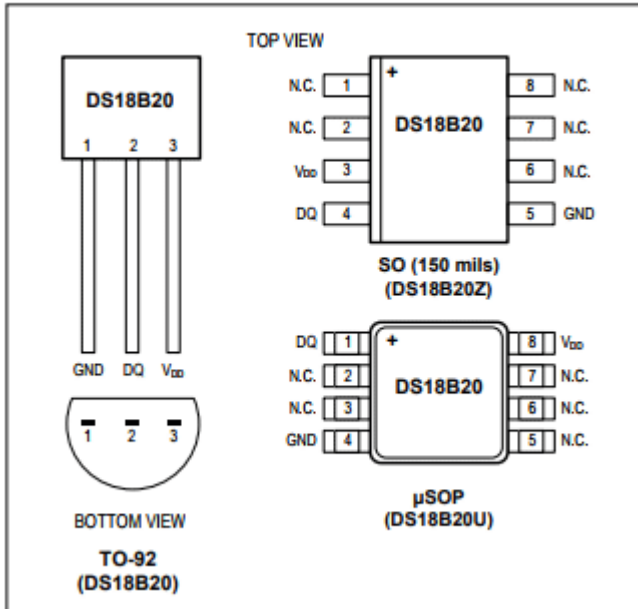 TOP VIEW
DS18B20
1 2 3
GND DQ VDD
1 2 3
BOTTOM VIEW
TO-92
(DS18B20)
+
DS18B20
N.C. 1 8 N.C.
N.C. 2 7 N.C.
VDD 3 6 N.C.
DQ 4 5 GND
SO (150 mils)
(DS18B20Z)
+
DS18B20
DQ 1 8 VDD
N.C. 2 7 N.C.
N.C. 3 6 N.C.
GND 4 5 N.C.
µSOP
(DS18B20U)